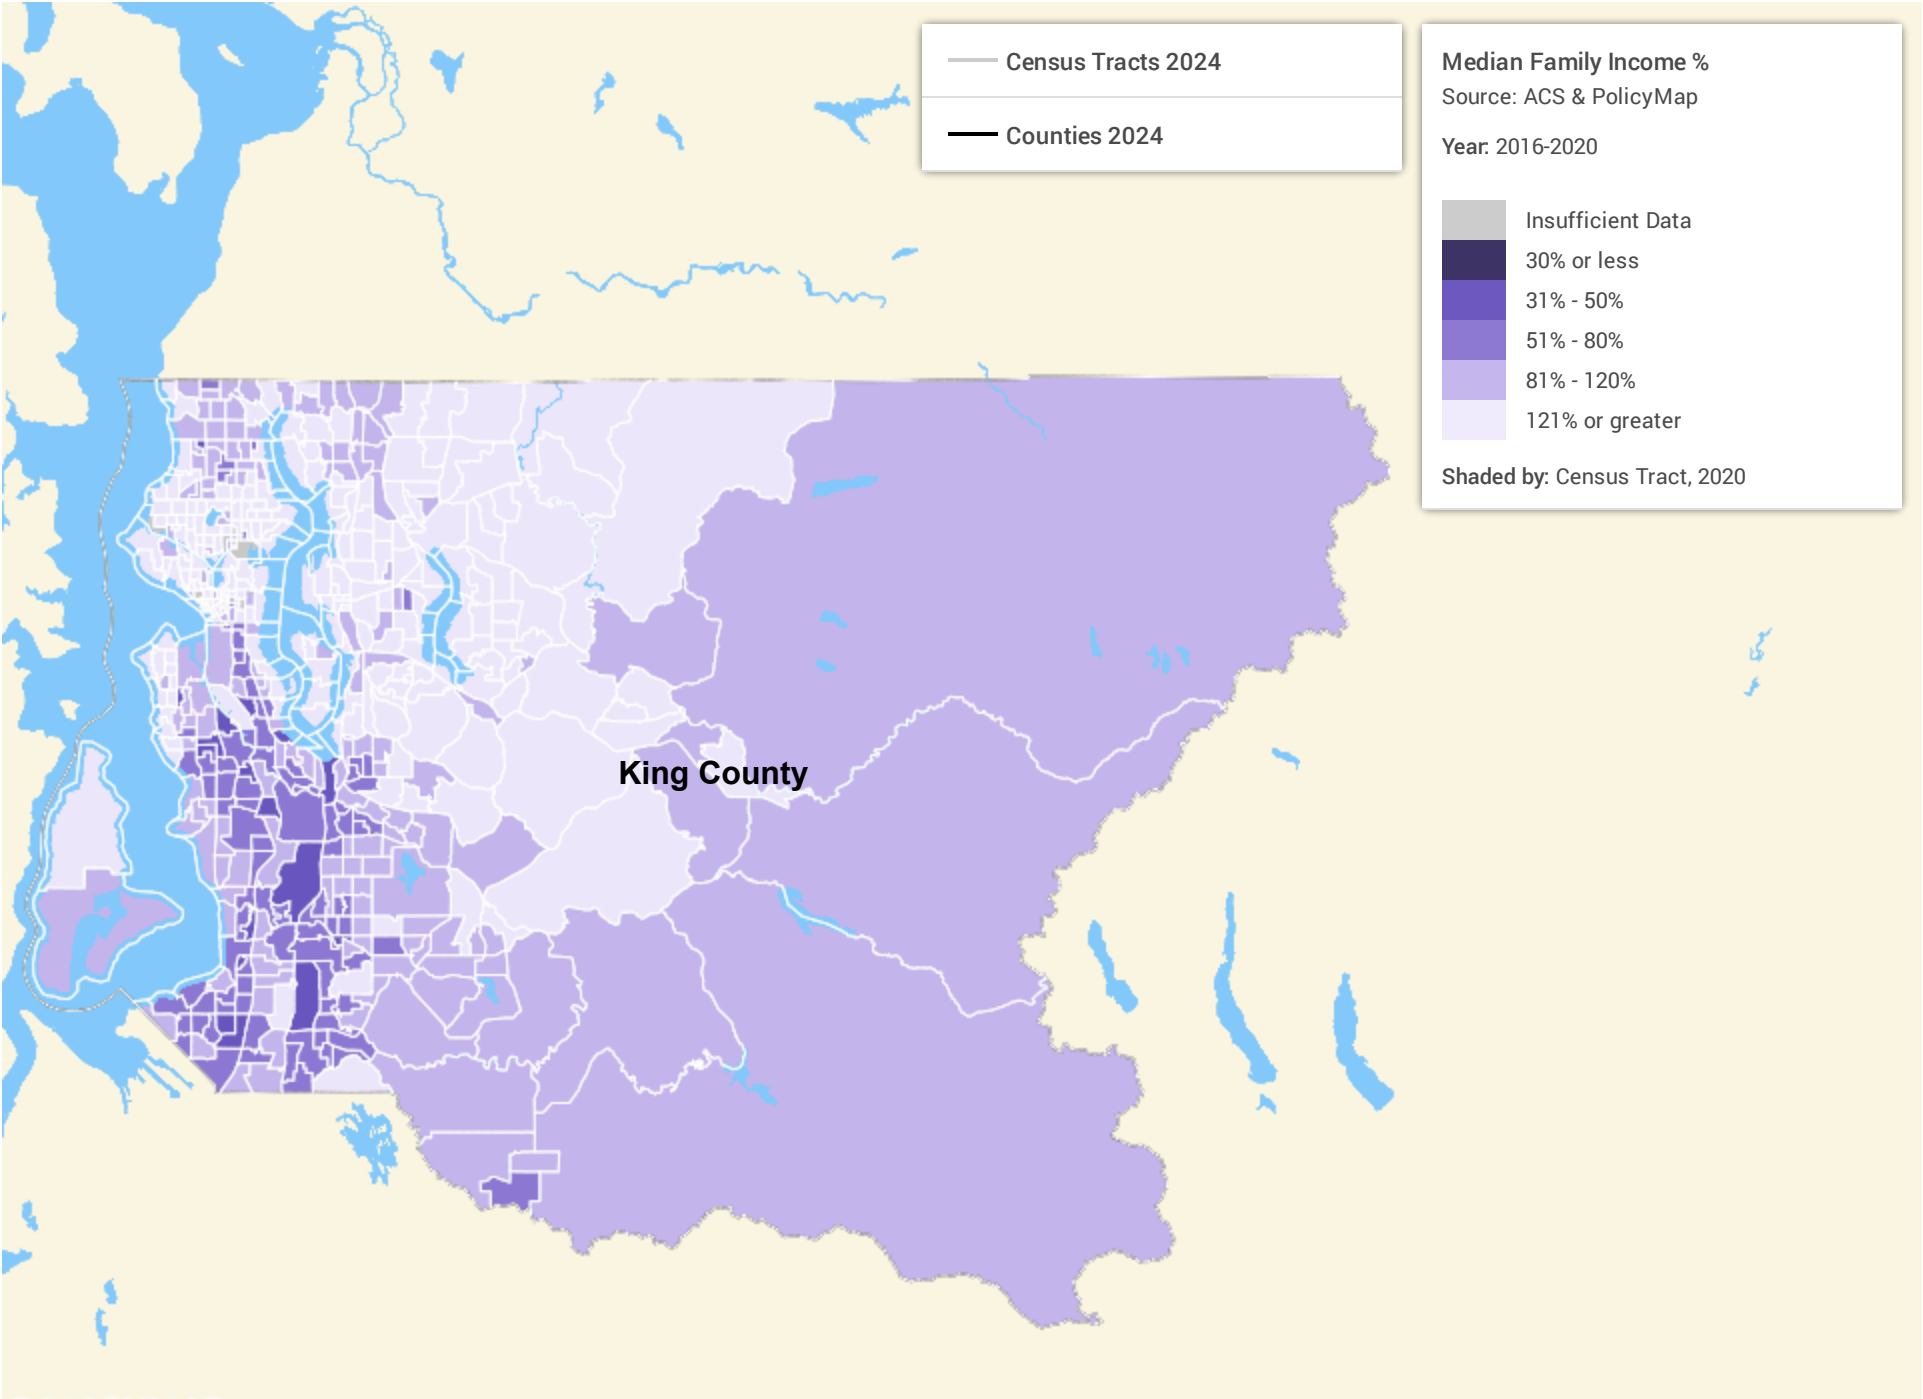 Census Tracts 2024
Counties 2024
Median Family Income %
Source: ACS & PolicyMap
Year: 2016-2020
Insufficient Data
30% or less
31% - 50%
51% - 80%
81% - 120%
121% or greater
Shaded by: Census Tract, 2020
King County